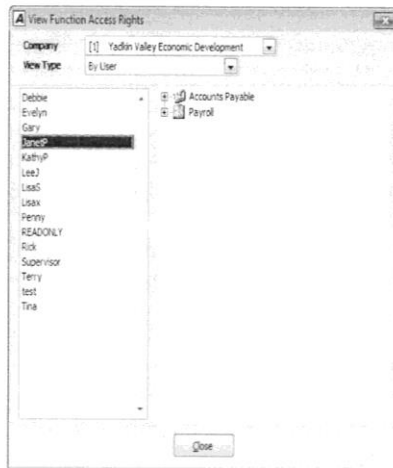 A View Function Access Rights
Company [1] Yadkin Valley Economic Development
View Type By User
Debbie
Evelyn
Gary
JanetP
KathyP
LeeJ
LisaS
Lisax
Penny
READONLY
Rick
Supervisor
Terry
test
Tina
Accounts Payable
Payroll
Close